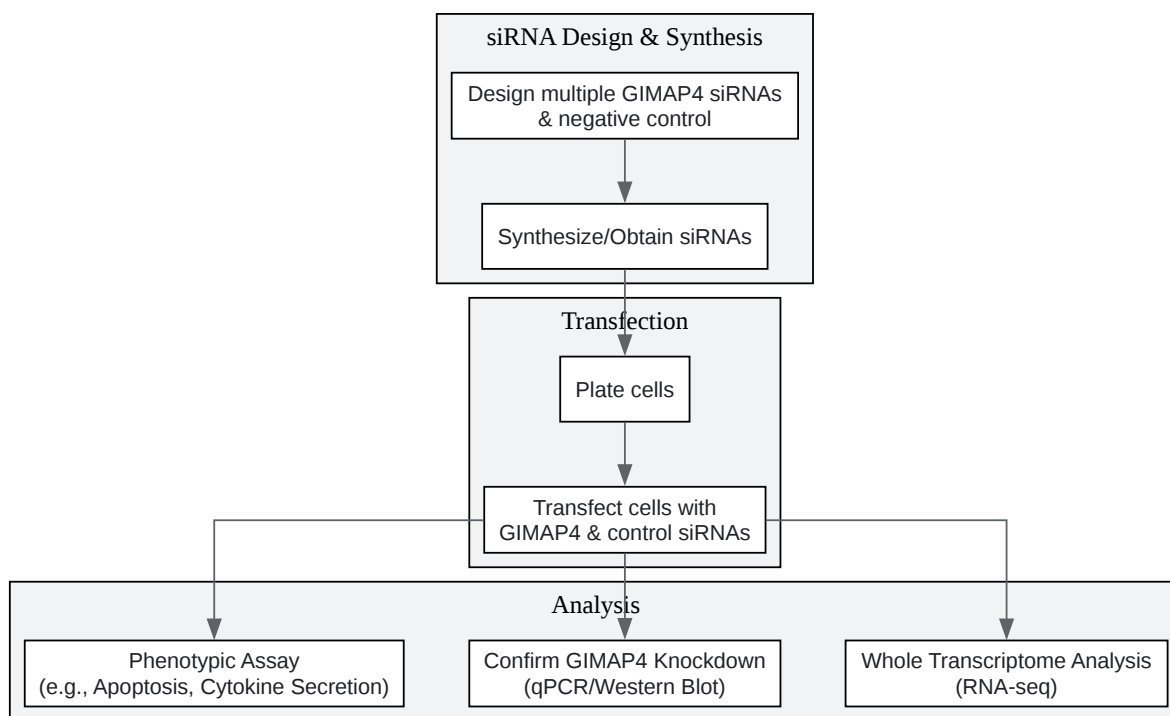 siRNA Design & Synthesis
Design multiple GIMAP4 siRNAs
& negative control
Synthesize/Obtain siRNAs
Transfection
Plate cells
Transfect cells with
GIMAP4 & control siRNAs
Analysis
Phenotypic Assay
(e.g., Apoptosis, Cytokine Secretion)
Confirm GIMAP4 Knockdown
(qPCR/Western Blot)
Whole Transcriptome Analysis
(RNA-seq)